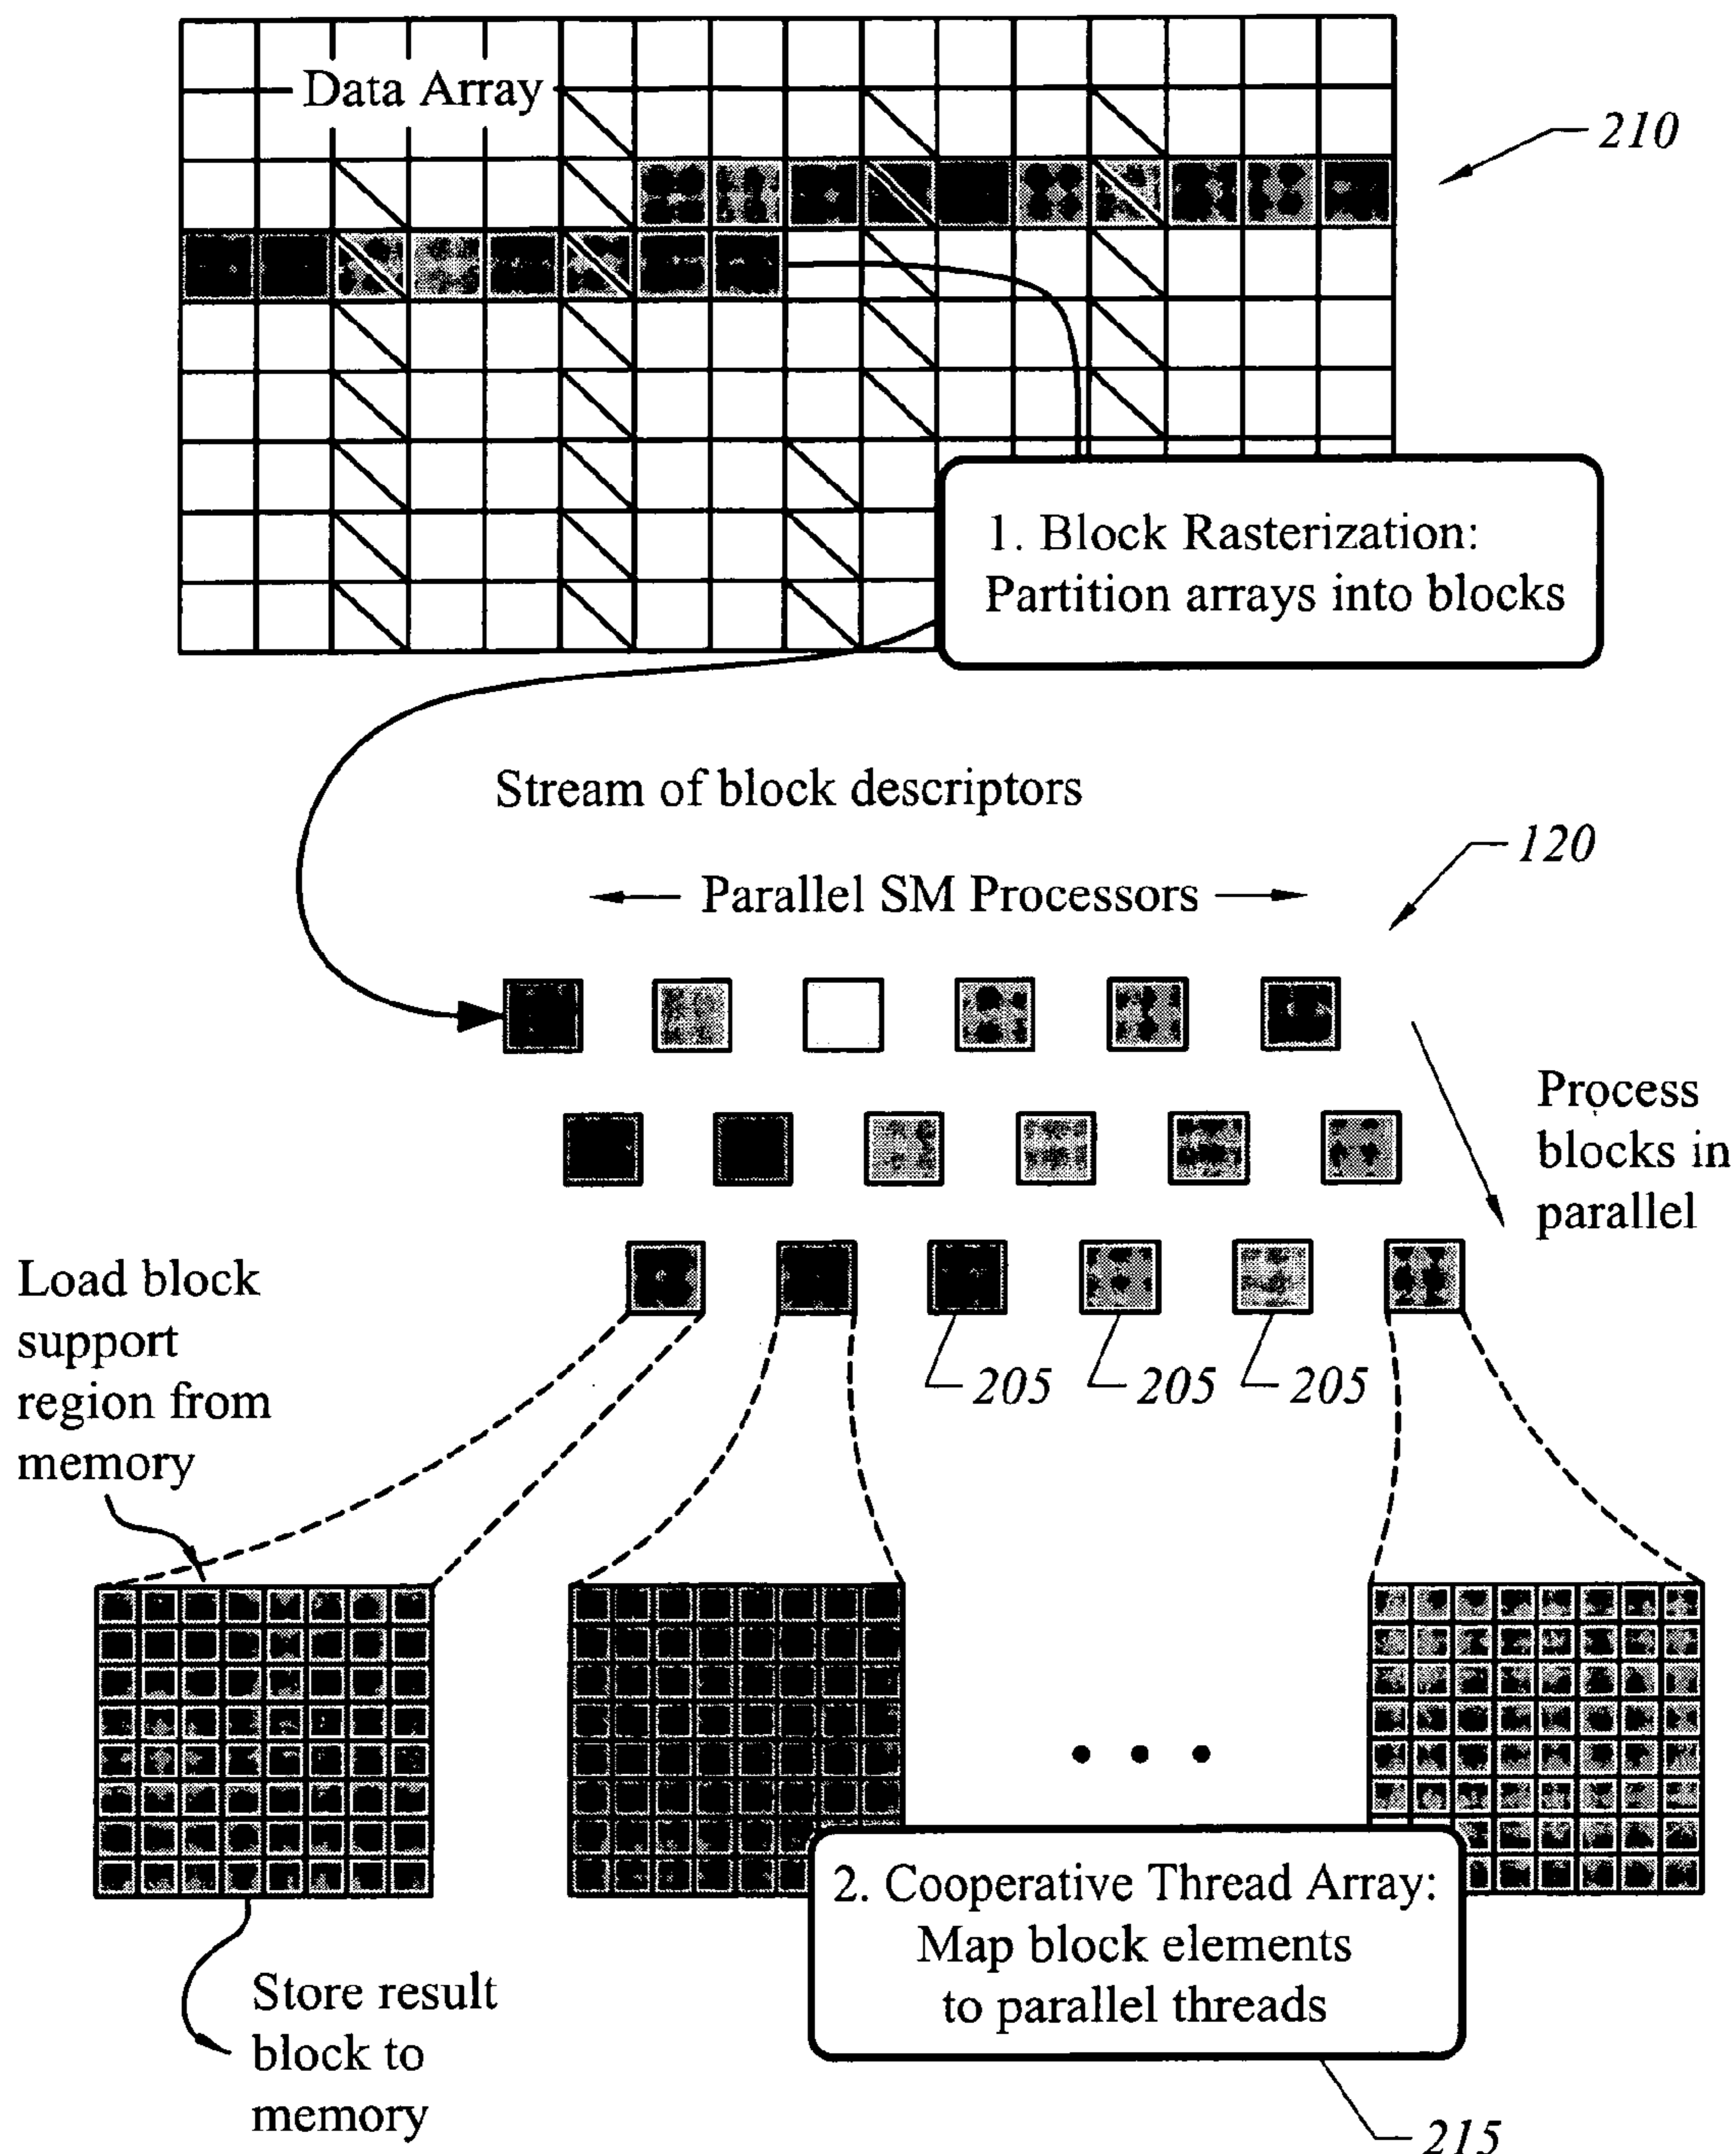 Data Array
210
1. Block Rasterization:
Partition arrays into blocks
Stream of block descriptors
120
Parallel SM Processors
Process
blocks in
parallel
Load block
support
region from
memory
205
205
205
2. Cooperative Thread Array:
Map block elements
to parallel threads
Store result
block to
memory
215